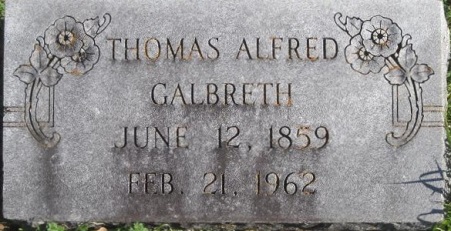 THOMAS ALFRED
GALBRETH
JUNE 12, 1859
FEB. 21, 1962